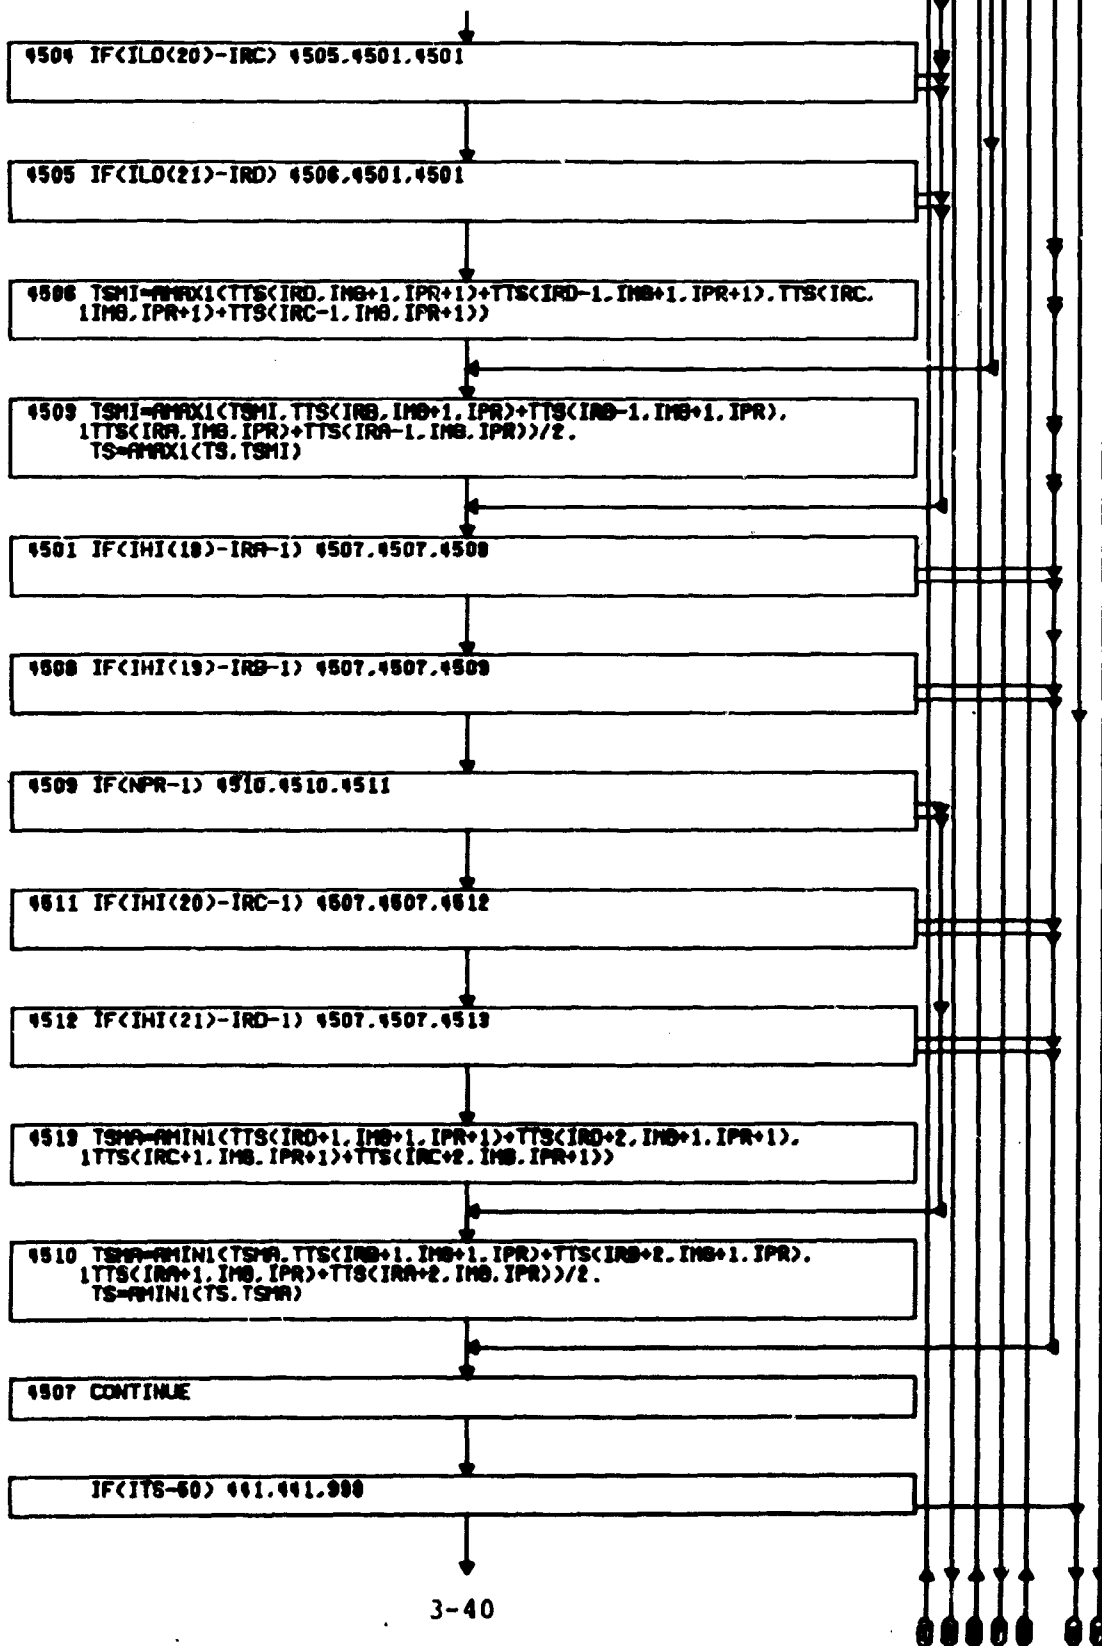 4504 IF(ILO(20)-IRC) 4505.4501.4501
4505 IF(ILO(21)-IRD) 4506.4501.4501
4506 TSMI=AMAX1(TTS(IRD.IMB+1.IPR+1)+TTS(IRD-1.IMB+1.IPR+1).TTS(IRC.
1IMB.IPR+1)+TTS(IRC-1.IMB.IPR+1))
4503 TSMI=AMAX1(TSMI.TTS(IRB.IMB+1.IPR)+TTS(IRB-1.IMB+1.IPR).
1TTS(IRA.IMB.IPR)+TTS(IRA-1.IMB.IPR))/2.
TS=AMAX1(TS.TSMI)
4501 IF(IHI(18)-IRA-1) 4507.4507.4508
4508 IF(IHI(19)-IRB-1) 4507.4507.4509
4509 IF(NPR-1) 4510.4510.4511
4511 IF(IHI(20)-IRC-1) 4507.4507.4512
4512 IF(IHI(21)-IRD-1) 4507.4507.4513
4513 TSMA=AMIN1(TTS(IRD+1.IMB+1.IPR+1)+TTS(IRD+2.IMB+1.IPR+1).
1TTS(IRC+1.IMB.IPR+1)+TTS(IRC+2.IMB.IPR+1))
4510 TSMA=AMIN1(TSMA.TTS(IRB+1.IMB+1.IPR)+TTS(IRB+2.IMB+1.IPR).
1TTS(IRA+1.IMB.IPR)+TTS(IRA+2.IMB.IPR))/2.
TS=AMIN1(TS.TSMA)
4507 CONTINUE
IF(ITS-50) 441.441.998
3-40